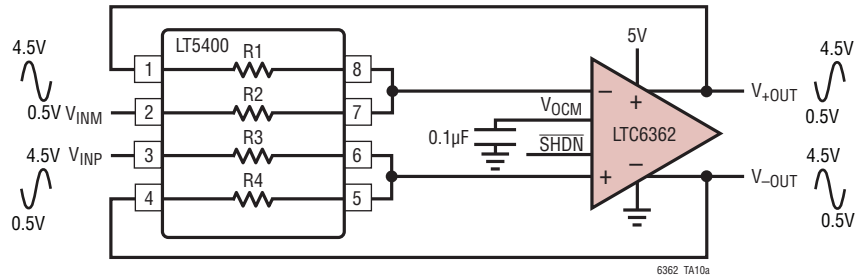 LT5400
R1
R2
R3
R4
1
2
3
4
8
7
6
5
4.5V
0.5V
V_INM
V_INP
4.5V
0.5V
5V
V_OCM
0.1µF
SHDN
LTC6362
–
+
+
–
V_+OUT
V_–OUT
4.5V
0.5V
4.5V
0.5V
6362 TA10a